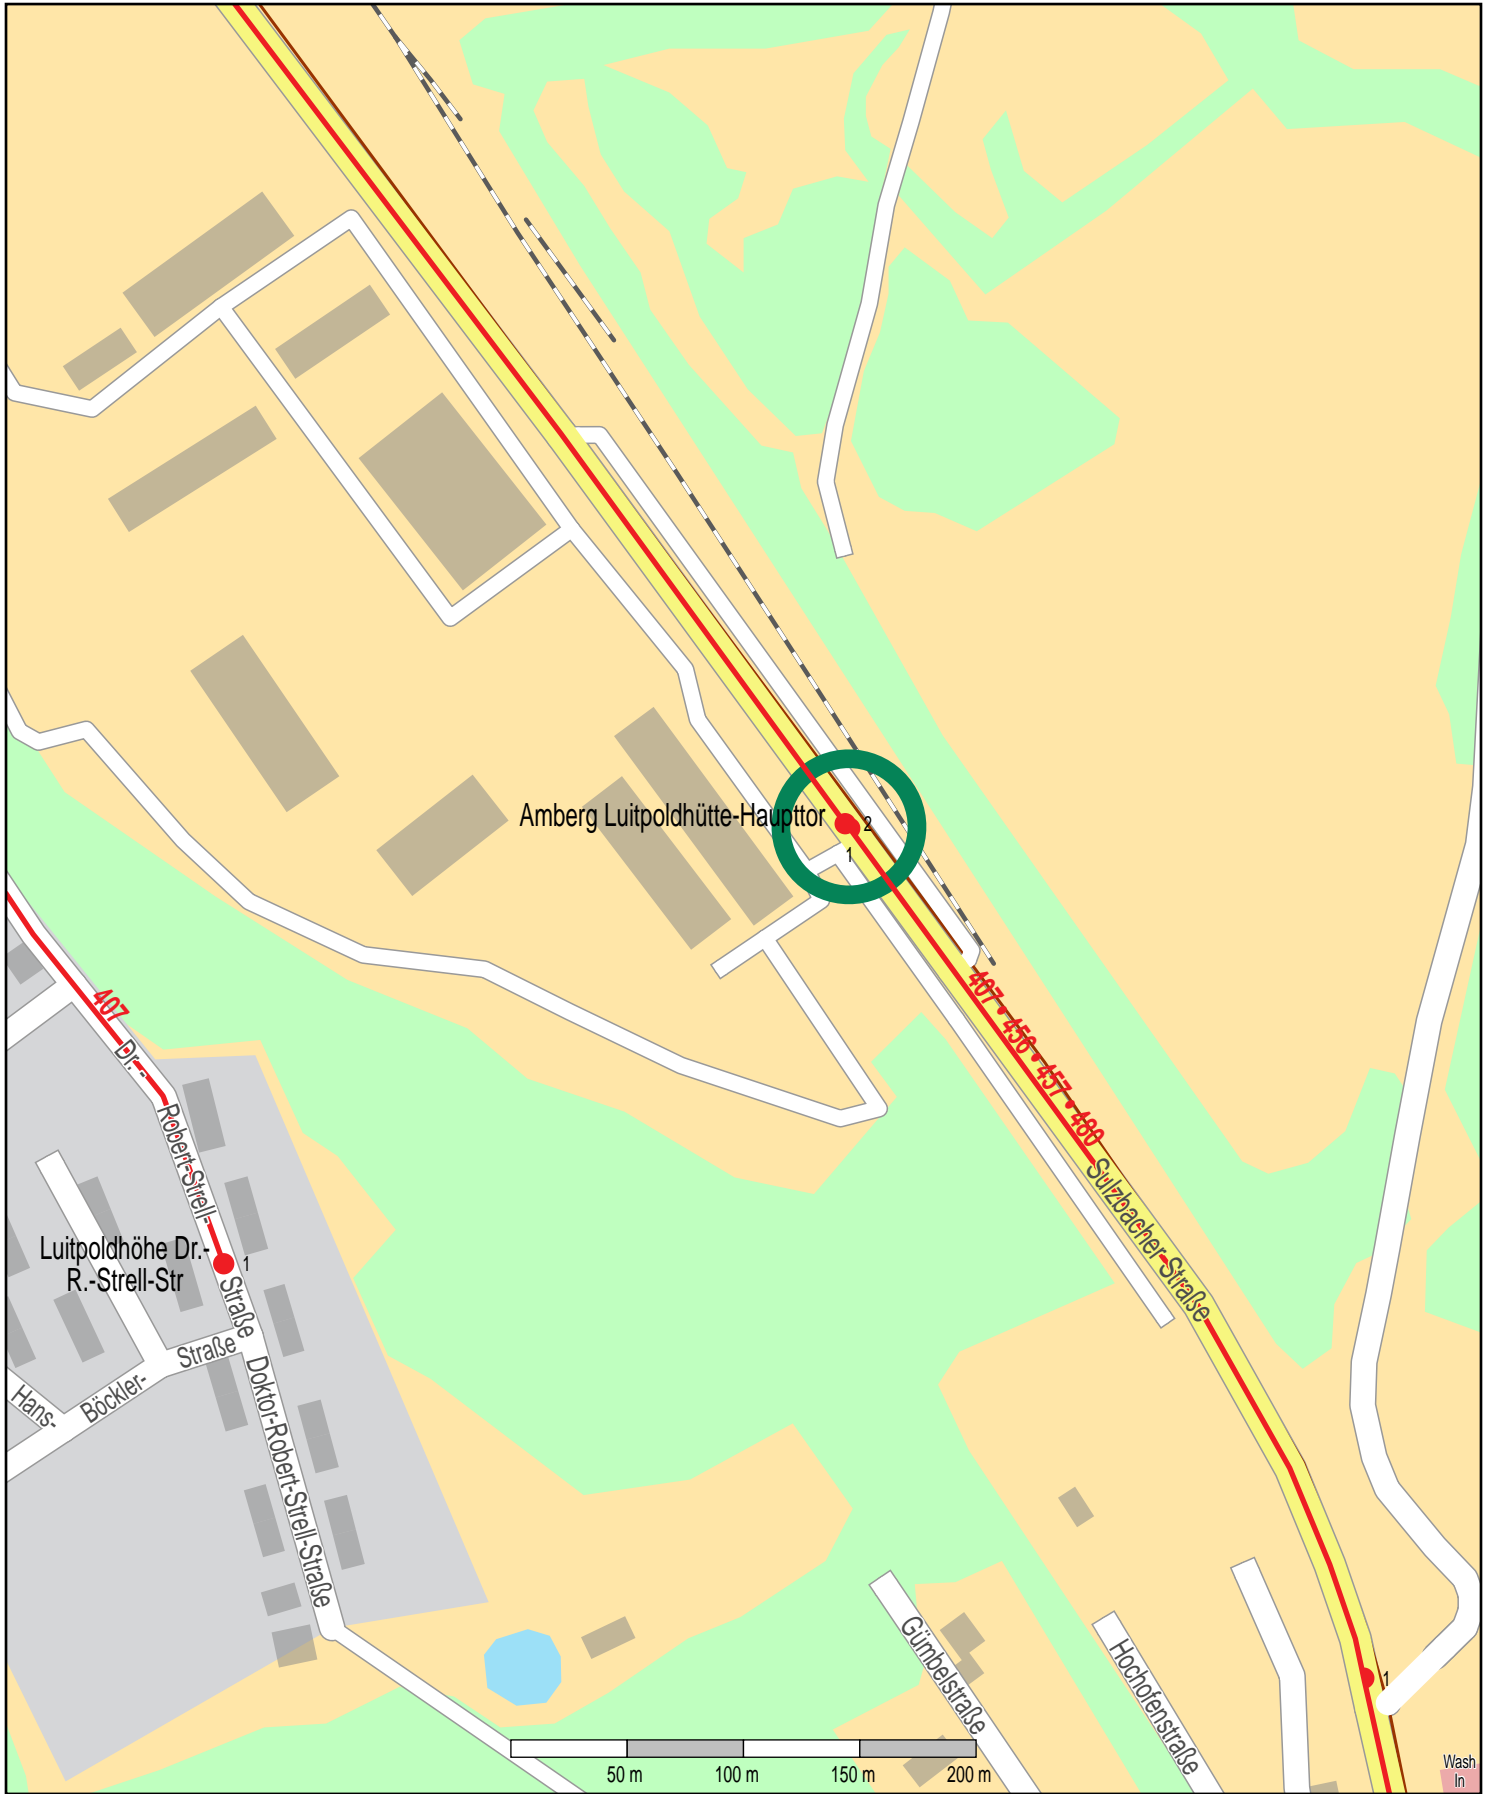 Amberg Luitpoldhütte-Haupttor
2
1
407
407 • 456 • 457 • 480
Dr. -
Robert-Strell-
Sulzbacher Straße
Luitpoldhöhe Dr.-
R.-Strell-Str
1
Straße
Straße
Hans-
Böckler-
Doktor-Robert-Strell-Straße
Gümbelstraße
Hochofenstraße
1
50 m
100 m
150 m
200 m
Wash
In